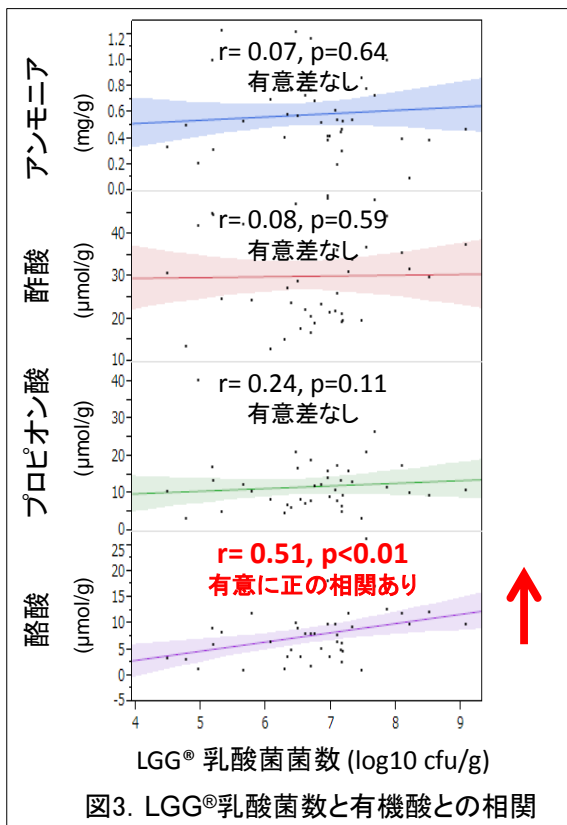 アンモニア
(mg/g)
1.2
1.0
0.8
0.6
0.4
0.2
0.0
r= 0.07, p=0.64
有意差なし
酢酸
(μmol/g)
40
30
20
10
r= 0.08, p=0.59
有意差なし
プロピオン酸
(μmol/g)
40
30
20
10
0
r= 0.24, p=0.11
有意差なし
酪酸
(μmol/g)
25
20
15
10
5
0
-5
r= 0.51, p<0.01
有意に正の相関あり
4 5 6 7 8 9
LGG® 乳酸菌菌数 (log10 cfu/g)
図3. LGG®乳酸菌数と有機酸との相関